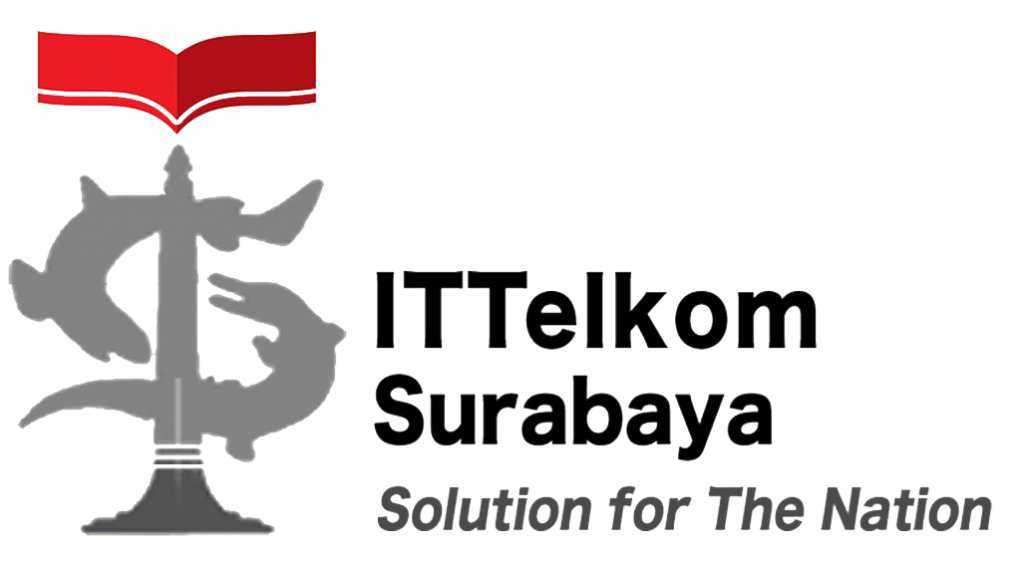 ITTelkom
Surabaya
Solution for The Nation